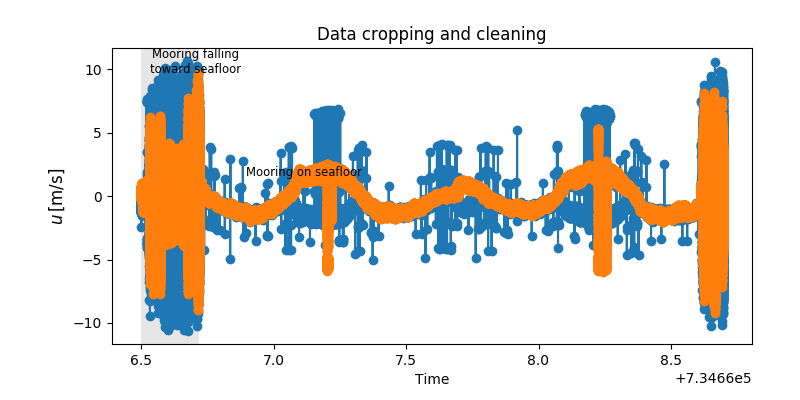 Data cropping and cleaning
Mooring falling
toward seafloor
Mooring on seafloor
u [m/s]
10
5
0
−5
−10
6.5
7.0
7.5
8.0
8.5
+7.3466e5
Time